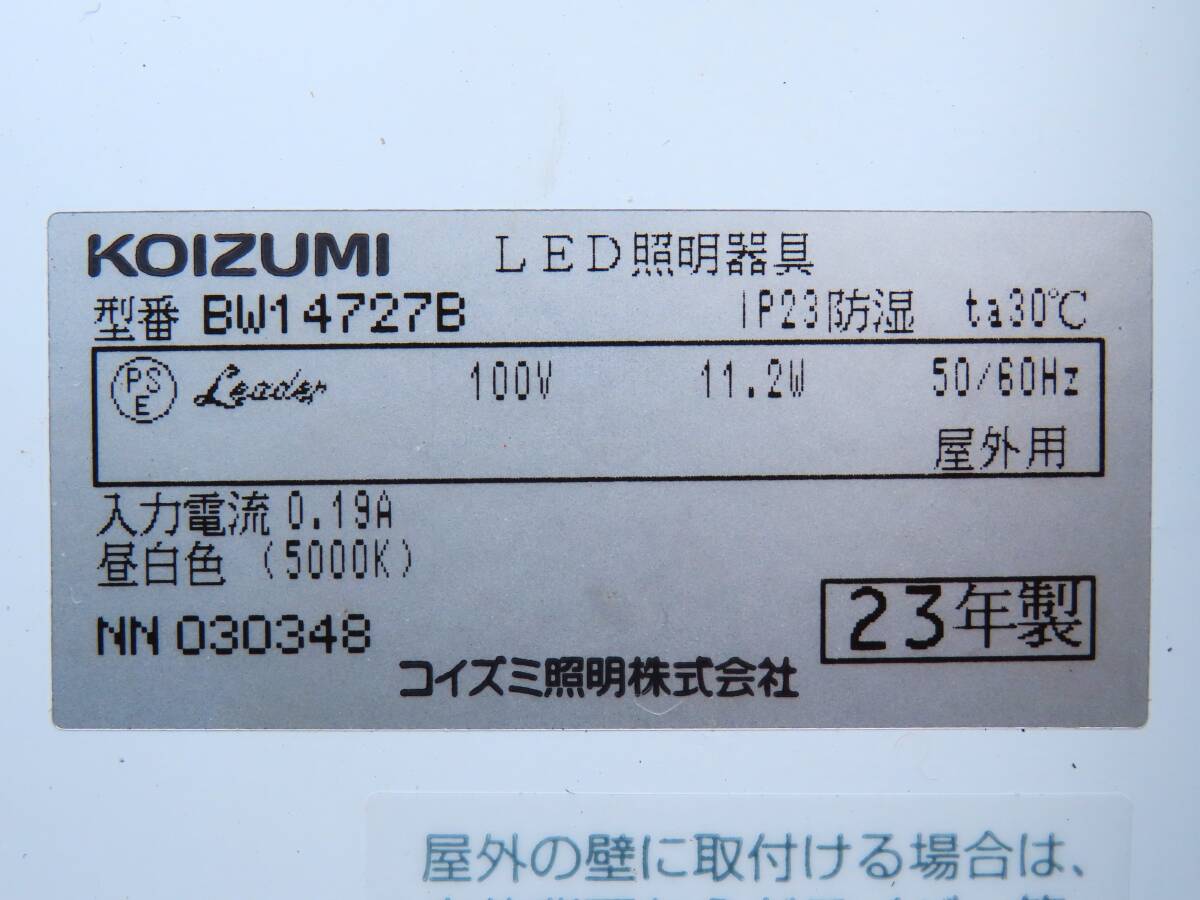 KOIZUMI LED照明器具
型番 BW14727B IP23防湿 ta30℃
PSE Leader 100V 11.2W 50/60Hz
屋外用
入力電流 0.19A
昼白色 (5000K)
NN 030348
23年製
コイズミ照明株式会社
屋外の壁に取付ける場合は、